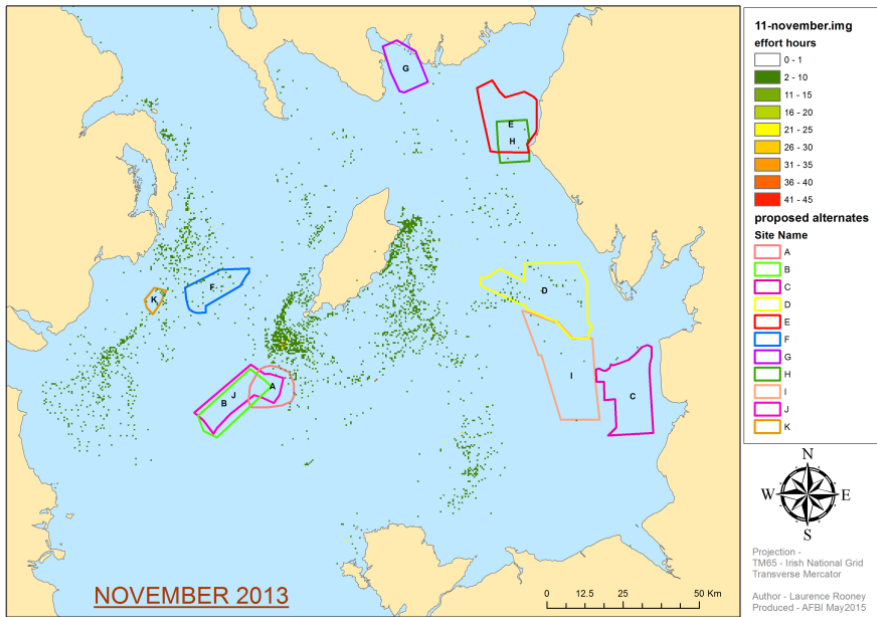 G
E
H
D
F
K
I
A
J
B
C
NOVEMBER 2013
0 12.5 25 50 Km
11-november.img
effort hours
0 - 1
2 - 10
11 - 15
16 - 20
21 - 25
26 - 30
31 - 35
36 - 40
41 - 45
proposed alternates
Site Name
A
B
C
D
E
F
G
H
I
J
K
N
W E
S
Projection -
TM65 - Irish National Grid
Transverse Mercator
Author - Laurence Rooney
Produced - AFBI May2015